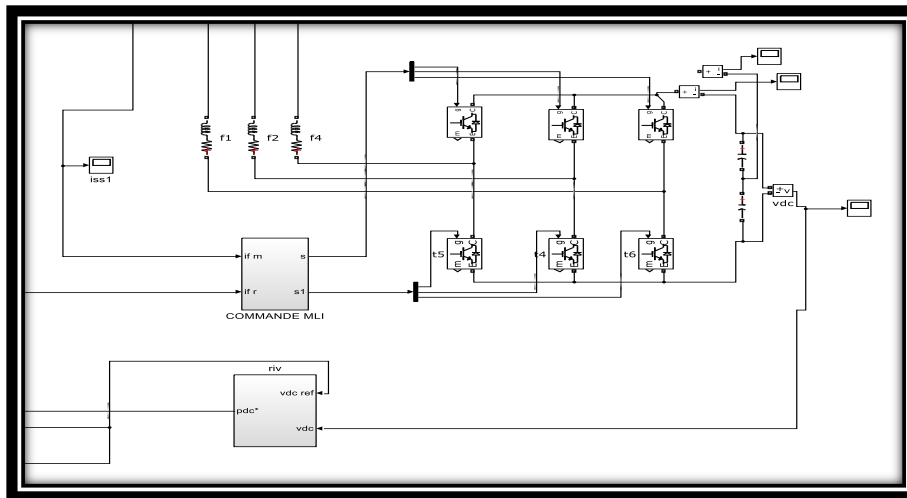 f1
f2
f4
iss1
t5
t4
t6
g
C
m
E
g
C
m
E
g
C
m
E
g
C
m
E
g
C
m
E
g
C
m
E
+
-
i
+
-
i
+
-
v
vdc
if m
s
if r
s1
COMMANDE MLI
riv
vdc ref
pdc*
vdc